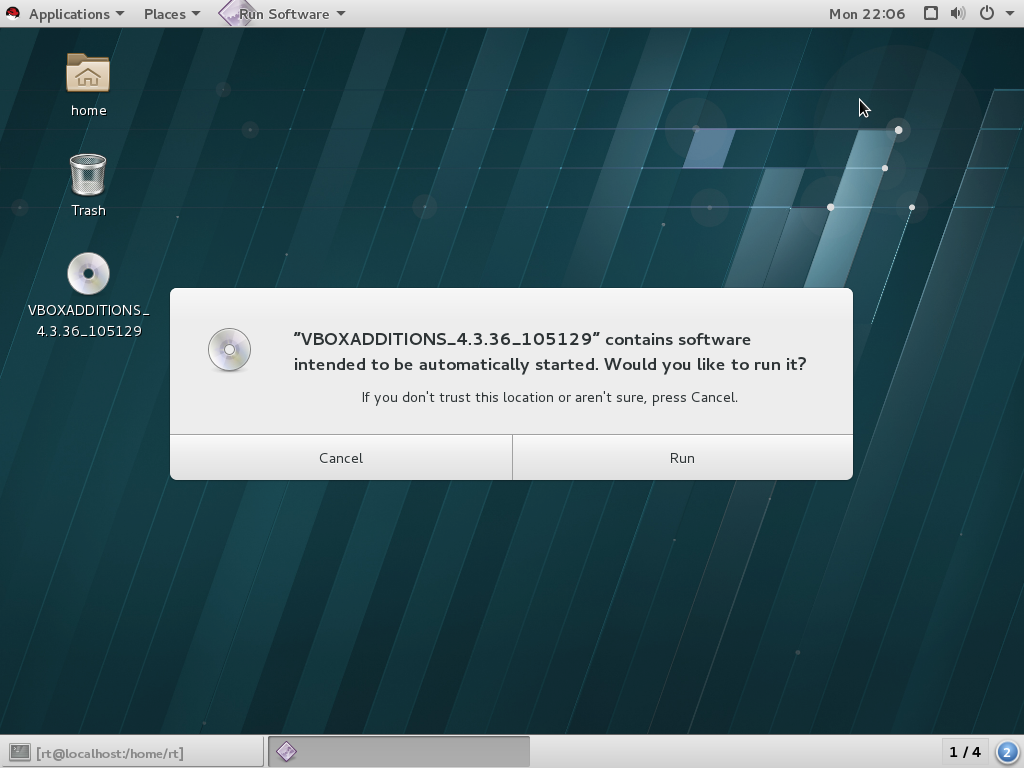 Applications Places Run Software Mon 22:06
home
Trash
VBOXADDITIONS_
4.3.36_105129
“VBOXADDITIONS_4.3.36_105129” contains software
intended to be automatically started. Would you like to run it?
If you don't trust this location or aren't sure, press Cancel.
Cancel Run
[rt@localhost:/home/rt] 1 / 4 2